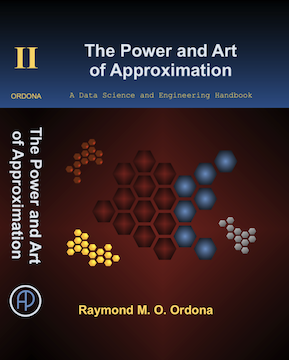 II
ORDONA
The Power and Art
of Approximation
AP
The Power and Art
of Approximation
A Data Science and Engineering Handbook
Raymond M. O. Ordona